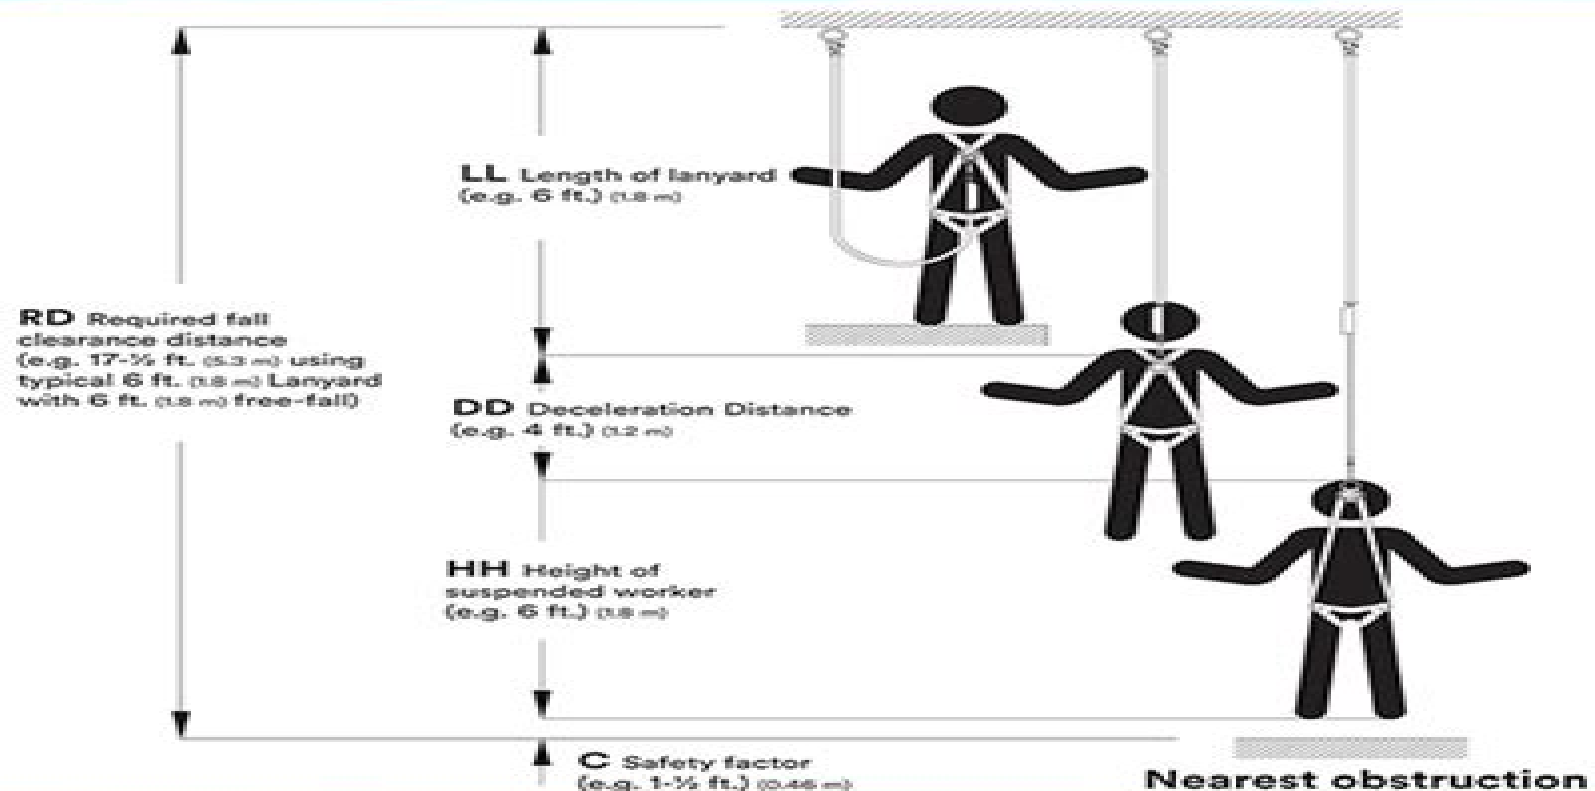 LL Length of lanyard
(e.g. 6 ft.) (1.8 m)
RD Required fall
clearance distance
(e.g. 17-½ ft. (5.3 m) using
typical 6 ft. (1.8 m) Lanyard
with 6 ft. (1.8 m) free-fall)
DD Deceleration Distance
(e.g. 4 ft.) (1.2 m)
HH Height of
suspended worker
(e.g. 6 ft.) (1.8 m)
C Safety factor
(e.g. 1-½ ft.) (0.46 m)
Nearest obstruction